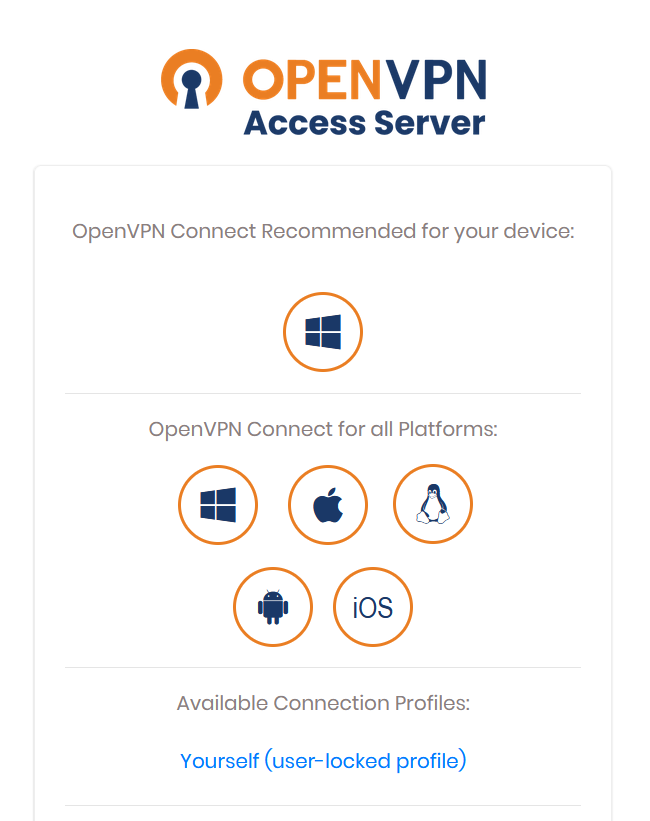 OPENVPN
Access Server
OpenVPN Connect Recommended for your device:
OpenVPN Connect for all Platforms:
iOS
Available Connection Profiles:
Yourself (user-locked profile)